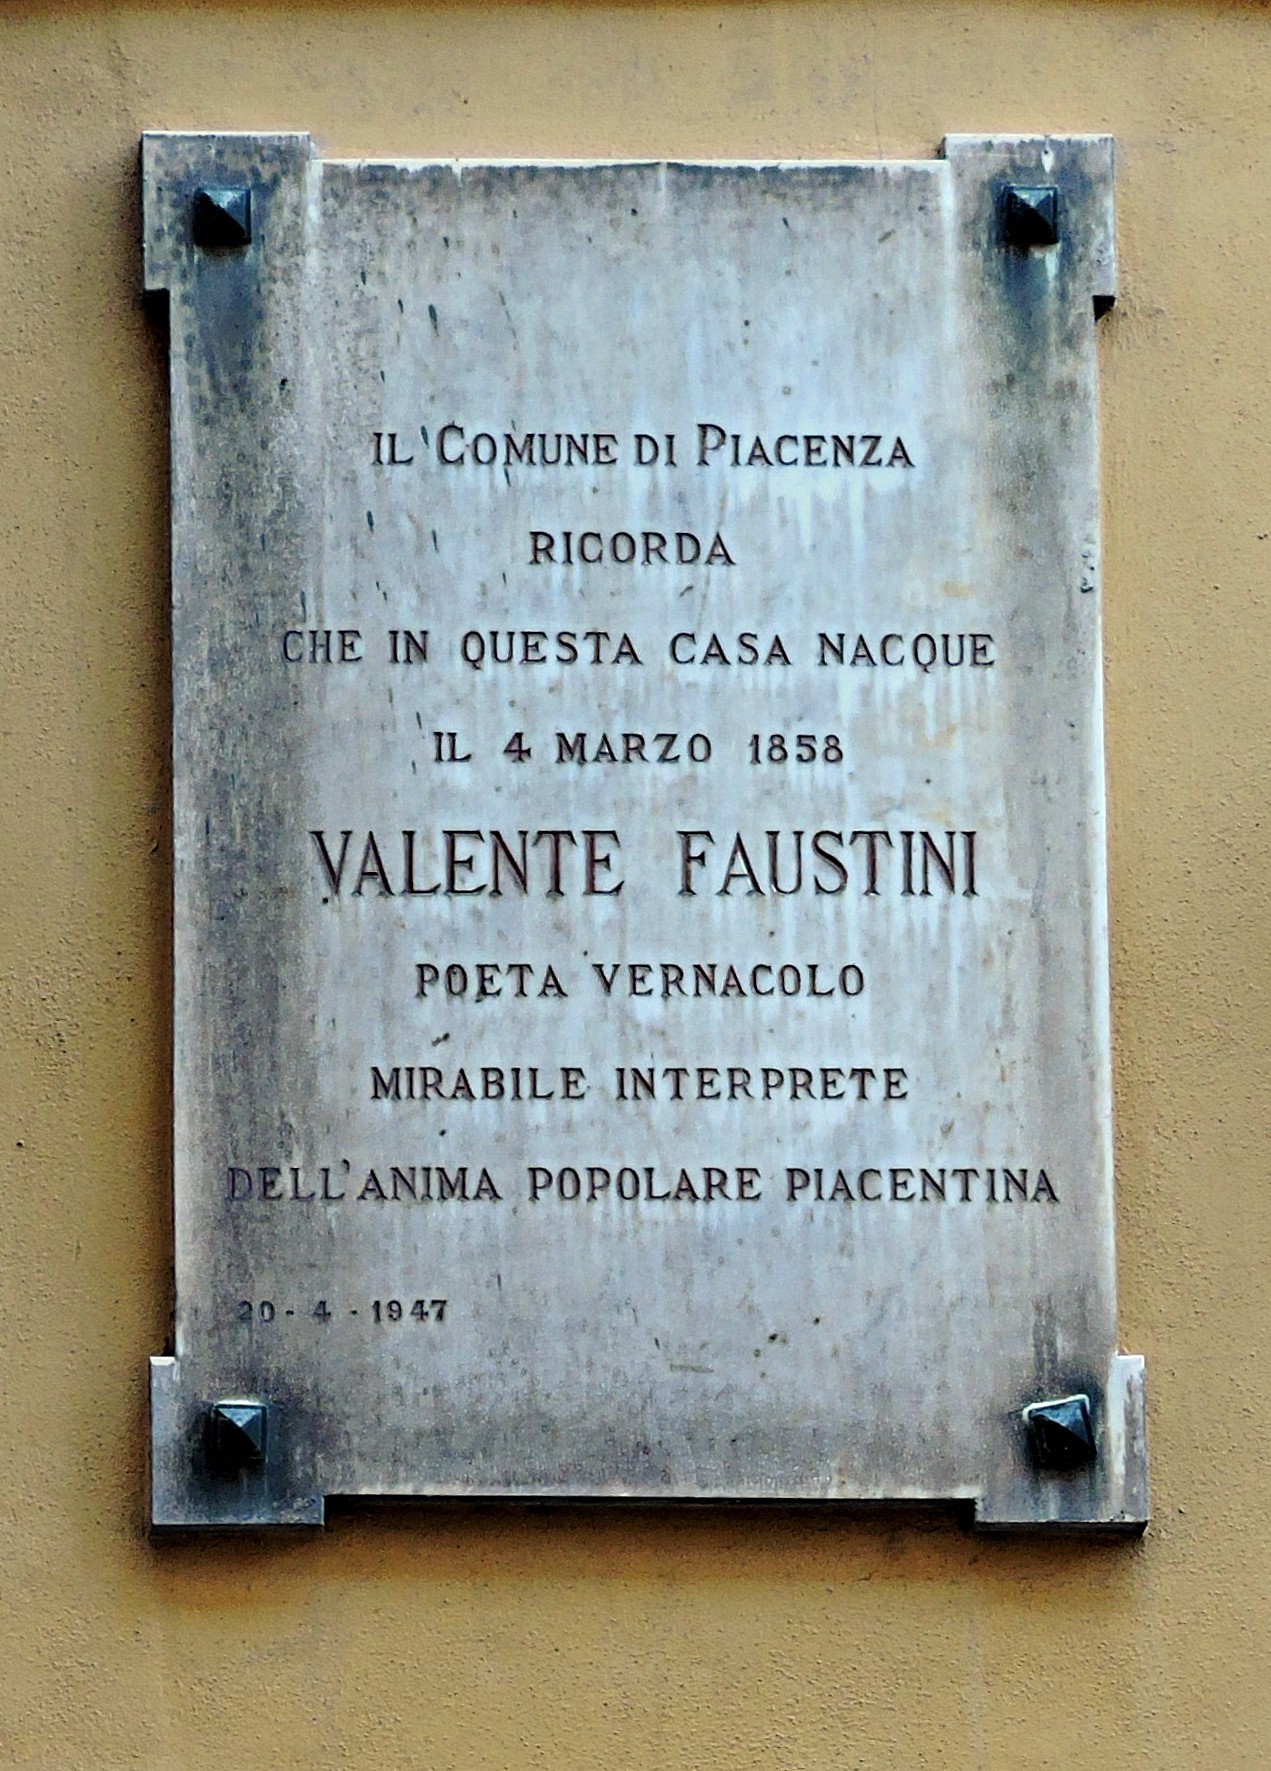 IL COMUNE DI PIACENZA
RICORDA
CHE IN QUESTA CASA NACQUE
IL 4 MARZO 1858
VALENTE FAUSTINI
POETA VERNACOLO
MIRABILE INTERPRETE
DELL'ANIMA POPOLARE PIACENTINA
20-4-1947